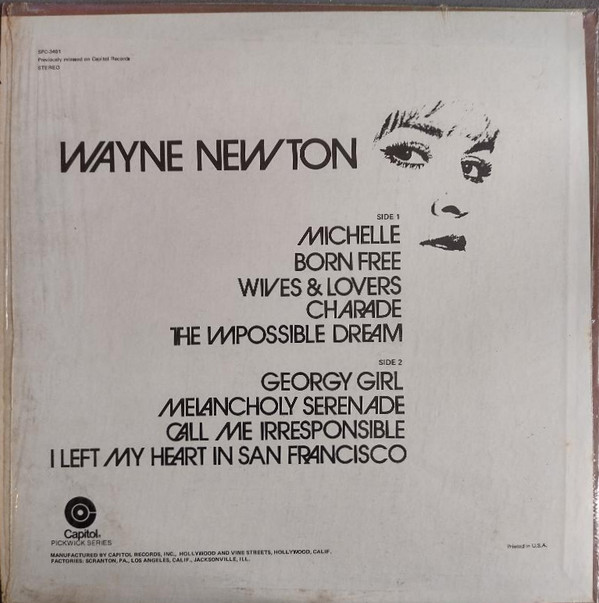 SPC-3461
Previously released on Capitol Records
STEREO
WAYNE NEWTON
SIDE 1
MICHELLE
BORN FREE
WIVES & LOVERS
CHARADE
THE IMPOSSIBLE DREAM
SIDE 2
GEORGY GIRL
MELANCHOLY SERENADE
CALL ME IRRESPONSIBLE
I LEFT MY HEART IN SAN FRANCISCO
Capitol®
PICKWICK SERIES
MANUFACTURED BY CAPITOL RECORDS, INC., HOLLYWOOD AND VINE STREETS, HOLLYWOOD, CALIF.
FACTORIES: SCRANTON, PA., LOS ANGELES, CALIF., JACKSONVILLE, ILL.
Printed in U.S.A.